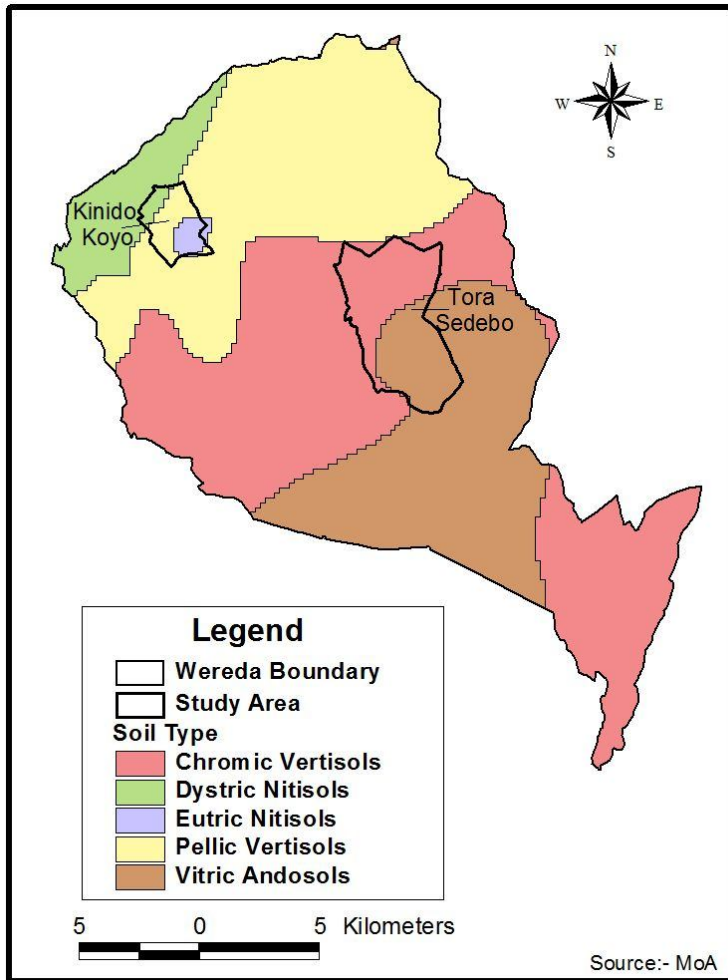 N
W E
S
Kinido
Koyo
Tora
Sedebo
Legend
Wereda Boundary
Study Area
Soil Type
Chromic Vertisols
Dystric Nitisols
Eutric Nitisols
Pellic Vertisols
Vitric Andosols
5 0 5 Kilometers
Source:- MoA